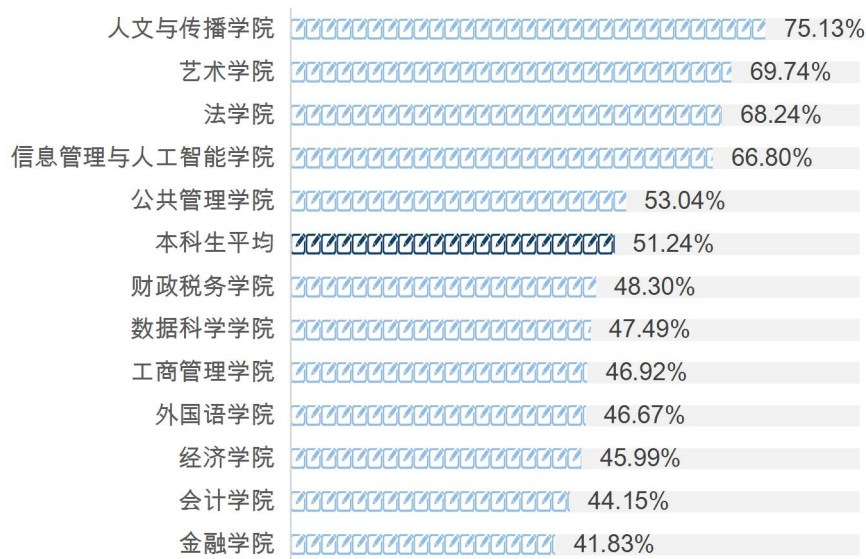 人文与传播学院 75.13%
艺术学院 69.74%
法学院 68.24%
信息管理与人工智能学院 66.80%
公共管理学院 53.04%
本科生平均 51.24%
财政税务学院 48.30%
数据科学学院 47.49%
工商管理学院 46.92%
外国语学院 46.67%
经济学院 45.99%
会计学院 44.15%
金融学院 41.83%